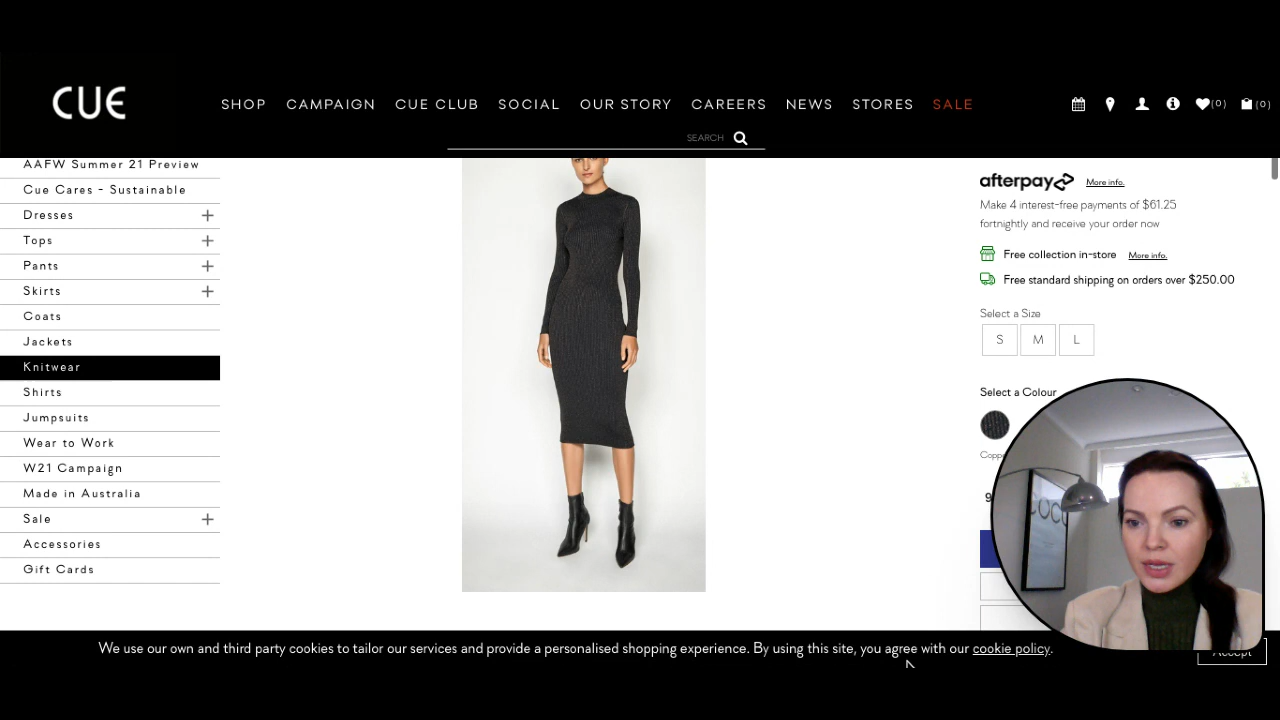 CUE
SHOP CAMPAIGN CUE CLUB SOCIAL OUR STORY CAREERS NEWS STORES SALE
(0) (0)
SEARCH
AAFW Summer 21 Preview
Cue Cares - Sustainable
Dresses
Tops
Pants
Skirts
Coats
Jackets
Knitwear
Shirts
Jumpsuits
Wear to Work
W21 Campaign
Made in Australia
Sale
Accessories
Gift Cards
afterpay More info.
Make 4 interest-free payments of $61.25
fortnightly and receive your order now
Free collection in-store More info.
Free standard shipping on orders over $250.00
Select a Size
S M L
Select a Colour
We use our own and third party cookies to tailor our services and provide a personalised shopping experience. By using this site, you agree with our cookie policy.
Accept